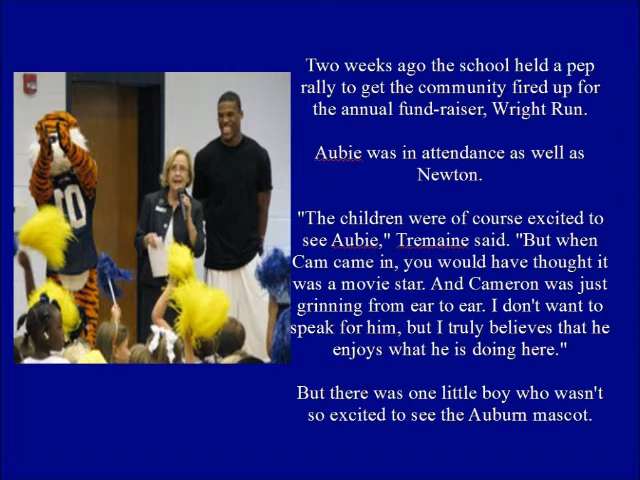 Two weeks ago the school held a pep
rally to get the community fired up for
the annual fund-raiser, Wright Run.
Aubie was in attendance as well as
Newton.
"The children were of course excited to
see Aubie," Tremaine said. "But when
Cam came in, you would have thought it
was a movie star. And Cameron was just
grinning from ear to ear. I don't want to
speak for him, but I truly believes that he
enjoys what he is doing here."
But there was one little boy who wasn't
so excited to see the Auburn mascot.